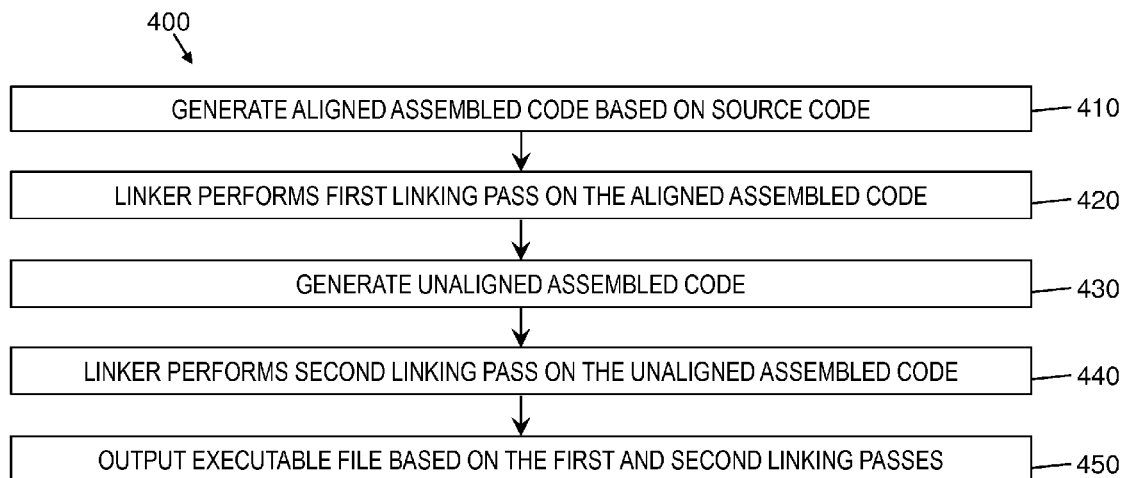 400
GENERATE ALIGNED ASSEMBLED CODE BASED ON SOURCE CODE
410
LINKER PERFORMS FIRST LINKING PASS ON THE ALIGNED ASSEMBLED CODE
420
GENERATE UNALIGNED ASSEMBLED CODE
430
LINKER PERFORMS SECOND LINKING PASS ON THE UNALIGNED ASSEMBLED CODE
440
OUTPUT EXECUTABLE FILE BASED ON THE FIRST AND SECOND LINKING PASSES
450